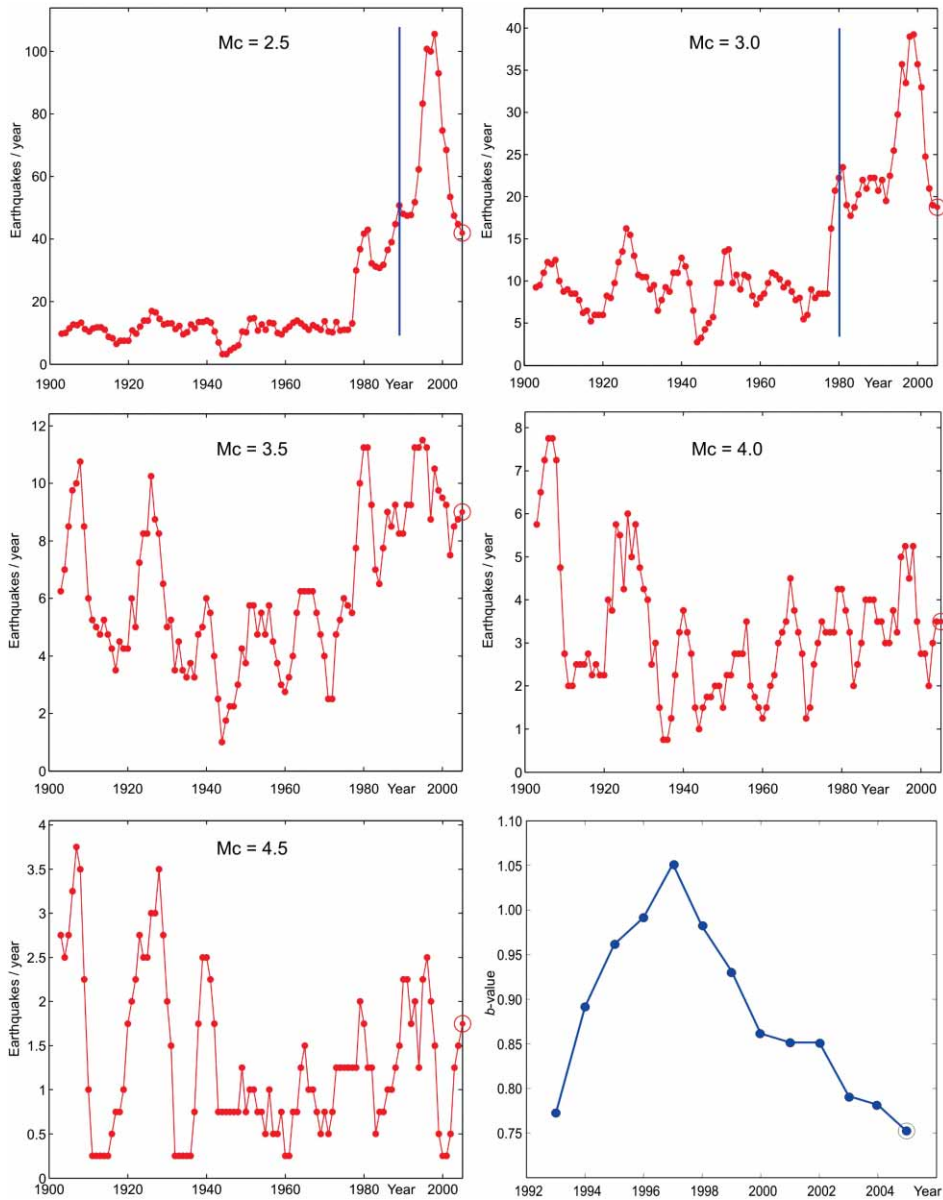 Mc = 2.5
Earthquakes / year
100
80
60
40
20
0
1900 1920 1940 1960 1980 Year 2000
Mc = 3.0
Earthquakes / year
40
35
30
25
20
15
10
5
0
1900 1920 1940 1960 1980 Year 2000
Mc = 3.5
Earthquakes / year
12
10
8
6
4
2
0
1900 1920 1940 1960 1980 Year 2000
Mc = 4.0
Earthquakes / year
8
7
6
5
4
3
2
1
0
1900 1920 1940 1960 1980 Year 2000
Mc = 4.5
Earthquakes / year
4
3.5
3
2.5
2
1.5
1
0.5
0
1900 1920 1940 1960 1980 Year 2000
b-value
1.10
1.05
1.00
0.95
0.90
0.85
0.80
0.75
1992 1994 1996 1998 2000 2002 2004 Year